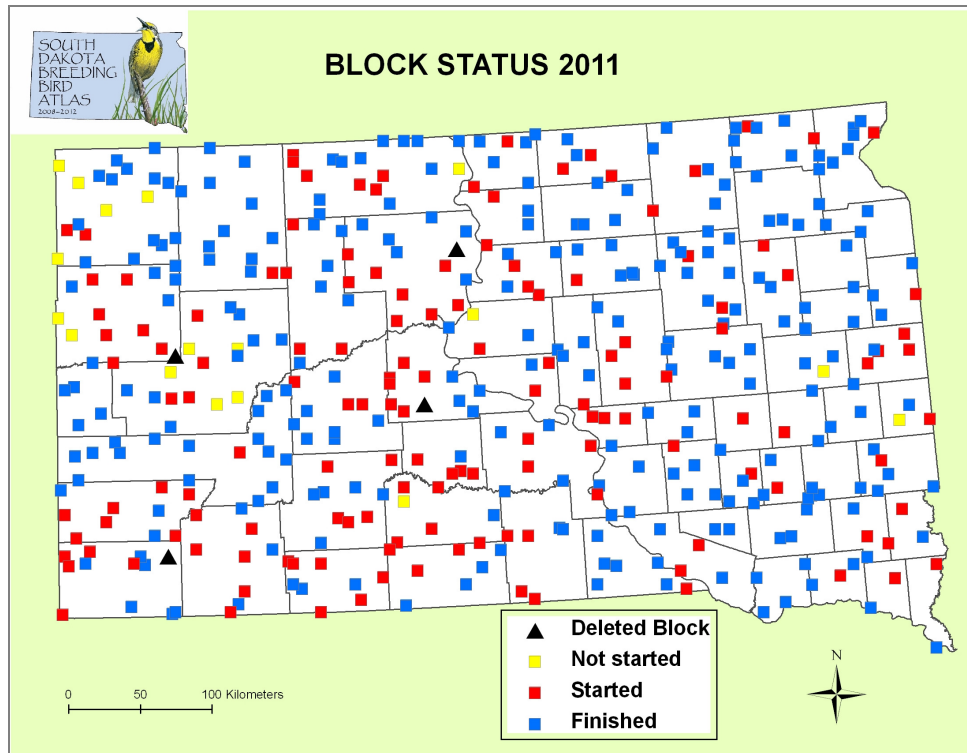 SOUTH
DAKOTA
BREEDING
BIRD
ATLAS
2008-2012
BLOCK STATUS 2011
Deleted Block
Not started
Started
Finished
N
0 50 100 Kilometers